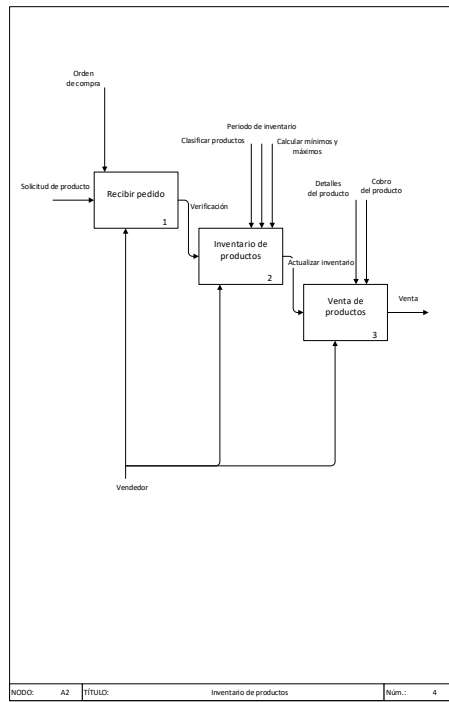 Orden
de compra
Periodo de inventario
Clasificar productos
Calcular mínimos y
máximos
Solicitud de producto
Recibir pedido
1
Verificación
Detalles
del producto
Cobro
del producto
Inventario de
productos
2
Actualizar inventario
Venta de
productos
3
Venta
Vendedor
NODO: A2 TÍTULO: Inventario de productos Núm.: 4